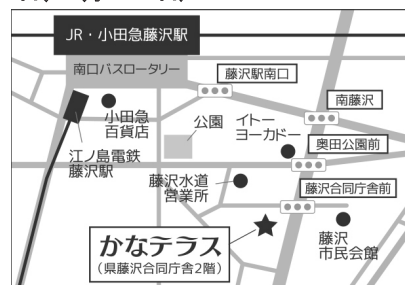 JR・小田急藤沢駅
南口バスロータリー
藤沢駅南口
南藤沢
小田急
百貨店
公園
イトー
ヨーカドー
奥田公園前
江ノ島電鉄
藤沢駅
藤沢水道
営業所
藤沢合同庁舎前
かなテラス
（県藤沢合同庁舎2階）
藤沢
市民会館